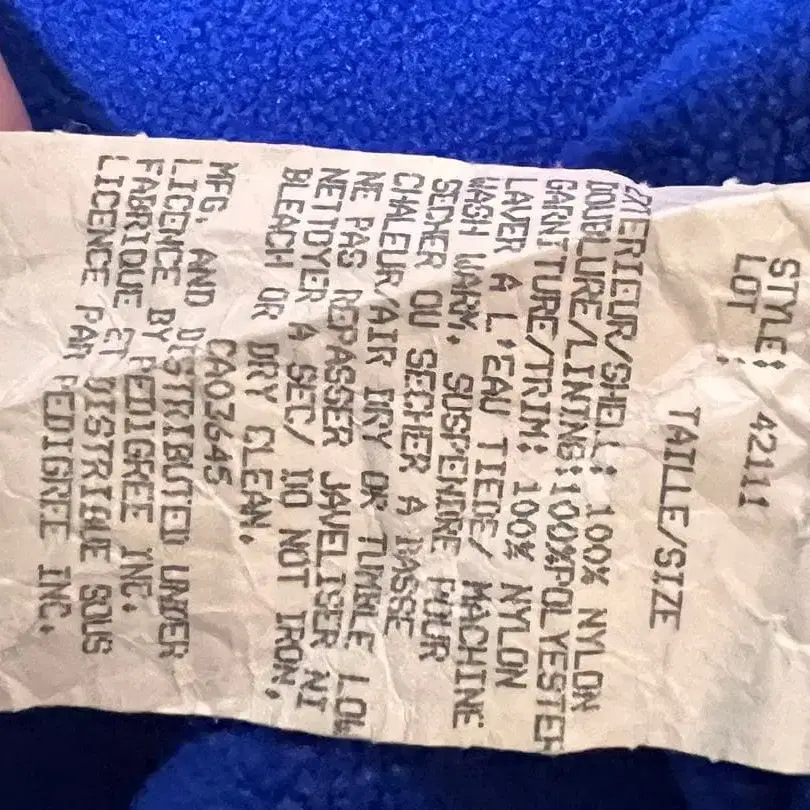 STYLE: 42111
LOT :
TAILLE/SIZE
EXTERIEUR/SHELL: 100% NYLON
DOUBLURE/LINING:100%POLYESTER
GARNITURE/TRIM: 100% NYLON
LAVER A L'EAU TIEDE/ MACHINE
WASH WARM. SUSPENDRE POUR
SECHER OU SECHER A BASSE
CHALEUR/AIR DRY OR TUMBLE LOW
NE PAS REPASSER JAVELISER NI
NETTOYER A SEC/ DO NOT IRON,
BLEACH OR DRY CLEAN.
CA03645
MFG. AND DISTRIBUTED UNDER
LICENCE BY PEDIGREE INC.
FABRIQUE ET DISTRIBUE SOUS
LICENCE PAR PEDIGREE INC.